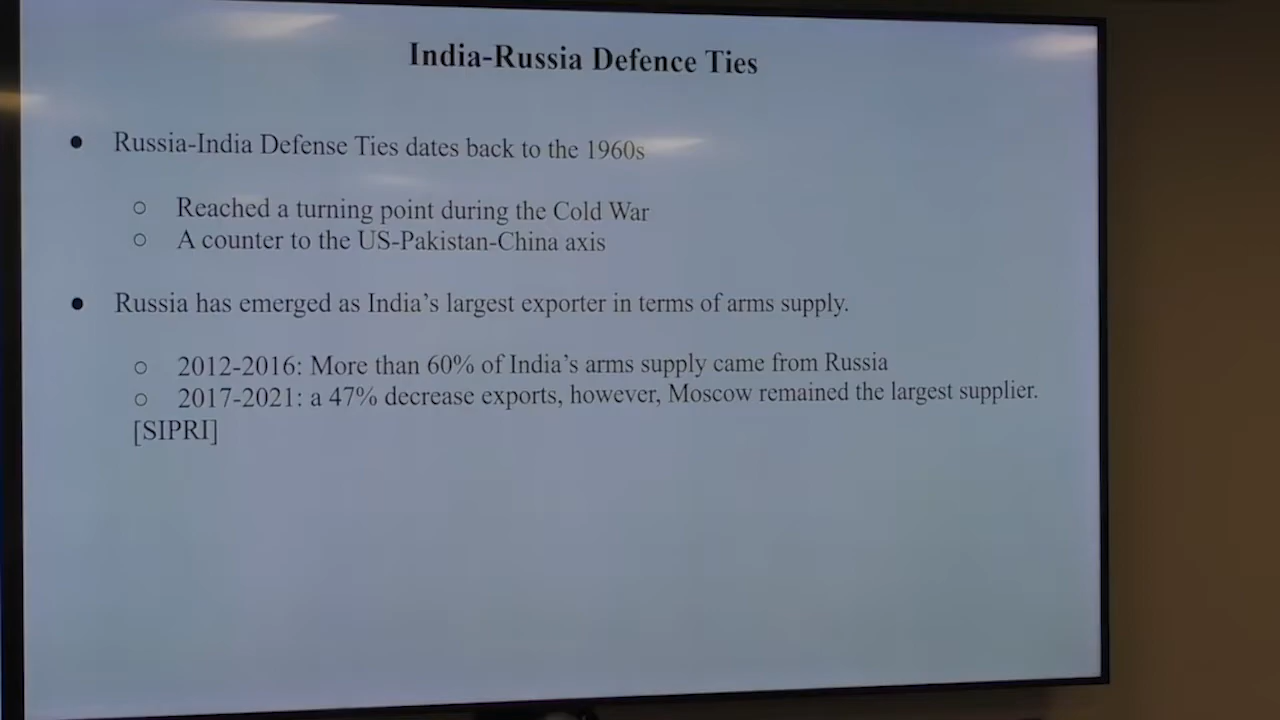 India-Russia Defence Ties
● Russia-India Defense Ties dates back to the 1960s
○ Reached a turning point during the Cold War
○ A counter to the US-Pakistan-China axis
● Russia has emerged as India's largest exporter in terms of arms supply.
○ 2012-2016: More than 60% of India's arms supply came from Russia
○ 2017-2021: a 47% decrease exports, however, Moscow remained the largest supplier.
[SIPRI]